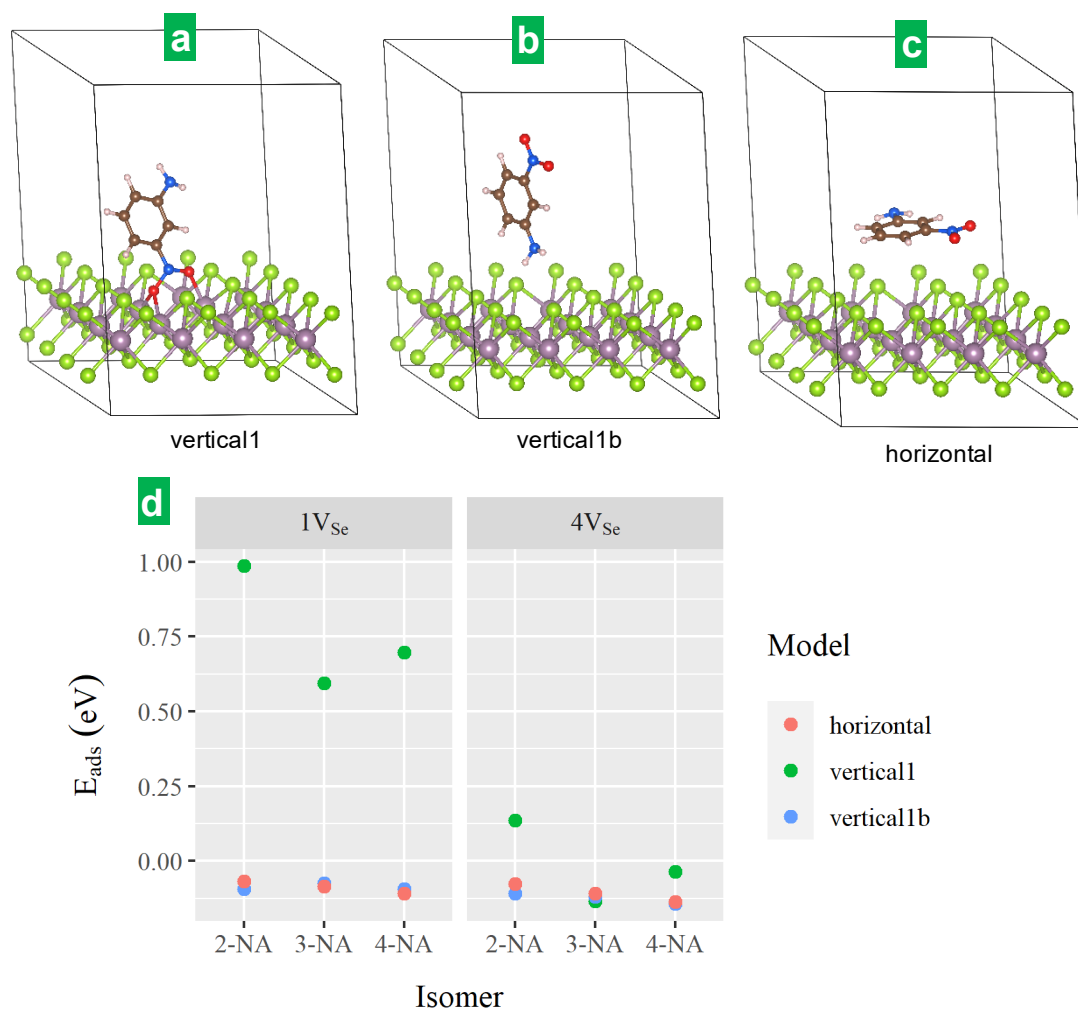 a
b
c
vertical1
vertical1b
horizontal
d
1V_Se
4V_Se
1.00
0.75
0.50
0.25
0.00
E_ads (eV)
2-NA 3-NA 4-NA
2-NA 3-NA 4-NA
Isomer
Model
horizontal
vertical1
vertical1b